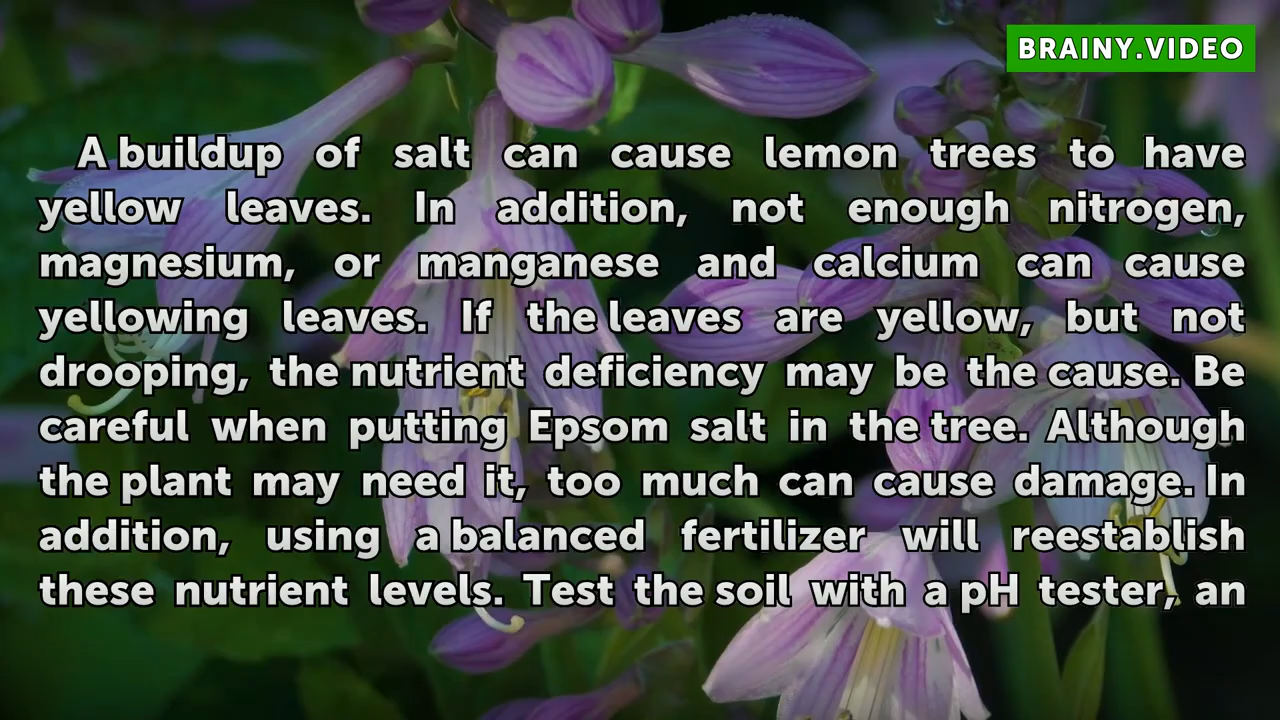 BRAINY.VIDEO
A buildup of salt can cause lemon trees to have
yellow leaves. In addition, not enough nitrogen,
magnesium, or manganese and calcium can cause
yellowing leaves. If the leaves are yellow, but not
drooping, the nutrient deficiency may be the cause. Be
careful when putting Epsom salt in the tree. Although
the plant may need it, too much can cause damage. In
addition, using a balanced fertilizer will reestablish
these nutrient levels. Test the soil with a pH tester, an